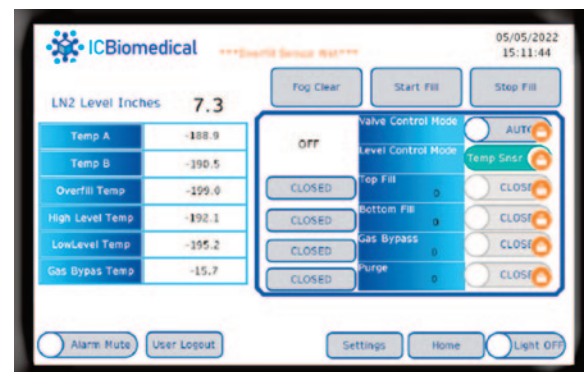 ICBiomedical
05/05/2022
15:11:44
Fog Clear
Start Fill
Stop Fill
LN2 Level Inches 7.3
Temp A -188.9
Temp B -190.5
Overfill Temp -199.0
High Level Temp -192.1
LowLevel Temp -195.2
Gas Bypas Temp -15.7
OFF
Valve Control Mode
AUTO
Level Control Mode
Temp Snsr
CLOSED
Top Fill
0
CLOSE
CLOSED
Bottom Fill
0
CLOSE
CLOSED
Gas Bypass
0
CLOSE
CLOSED
Purge
0
CLOSE
Alarm Mute
User Logout
Settings
Home
Light OFF